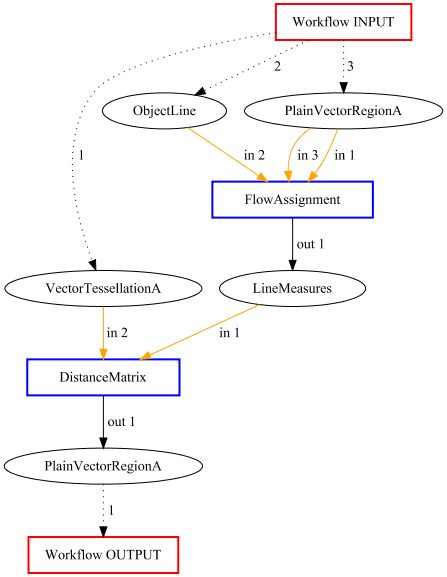 Workflow INPUT
2
3
ObjectLine
PlainVectorRegionA
1
in 2
in 3
in 1
FlowAssignment
out 1
VectorTessellationA
LineMeasures
in 2
in 1
DistanceMatrix
out 1
PlainVectorRegionA
1
Workflow OUTPUT